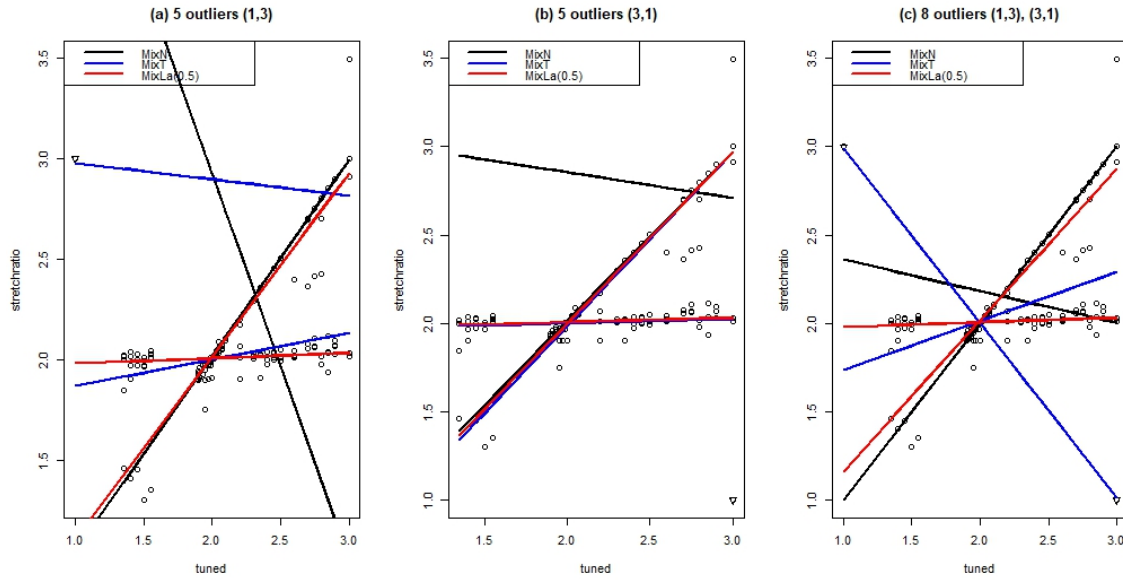 (a) 5 outliers (1,3)
MixN
MixT
MixLa(0.5)
3.5
3.0
2.5
2.0
1.5
stretchratio
1.0 1.5 2.0 2.5 3.0
tuned
(b) 5 outliers (3,1)
MixN
MixT
MixLa(0.5)
3.5
3.0
2.5
2.0
1.5
1.0
stretchratio
1.5 2.0 2.5 3.0
tuned
(c) 8 outliers (1,3), (3,1)
MixN
MixT
MixLa(0.5)
3.5
3.0
2.5
2.0
1.5
1.0
stretchratio
1.0 1.5 2.0 2.5 3.0
tuned